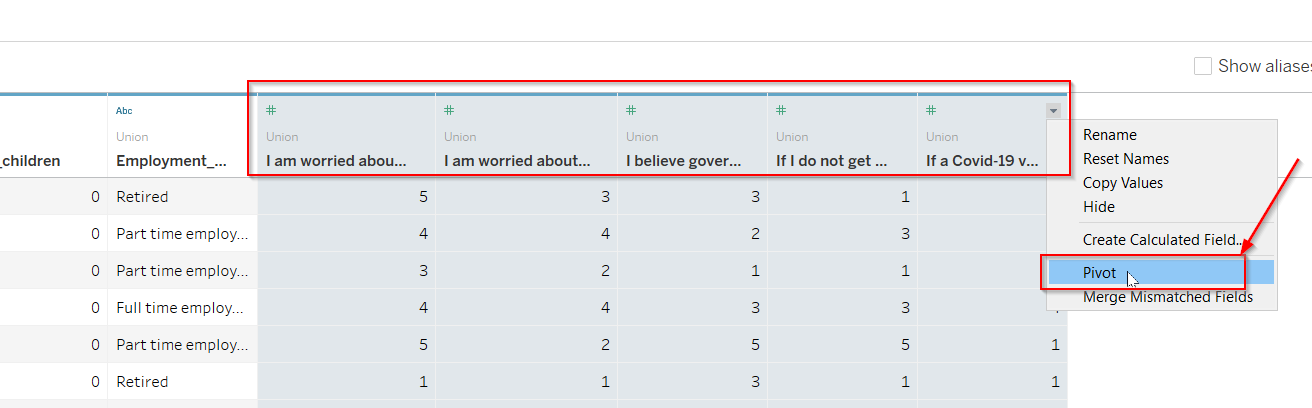 Show aliases
Abc # # # # #
Union Union Union Union Union Union
_children Employment_... I am worried abou... I am worried about... I believe gover... If I do not get ... If a Covid-19 v...
Rename
Reset Names
Copy Values
Hide
Create Calculated Field...
Pivot
Merge Mismatched Fields
0 Retired 5 3 3 1
0 Part time employ... 4 4 2 3
0 Part time employ... 3 2 1 1
0 Full time employ... 4 4 3 3
0 Part time employ... 5 2 5 5 1
0 Retired 1 1 3 1 1